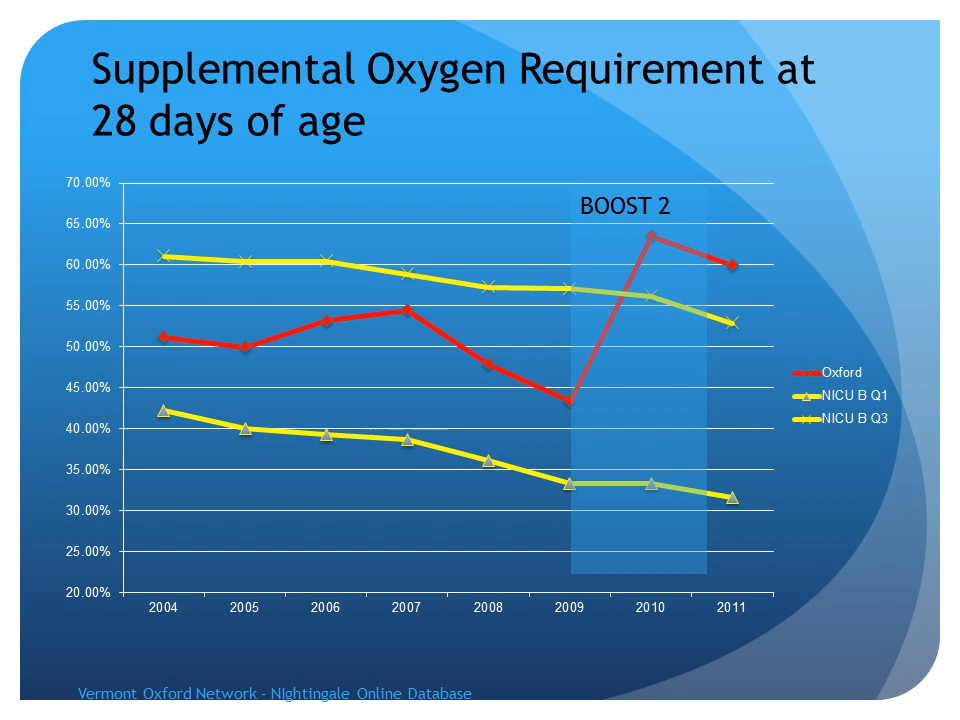 Supplemental Oxygen Requirement at
28 days of age
70.00%
BOOST 2
65.00%
60.00%
55.00%
50.00%
45.00%
40.00%
35.00%
30.00%
25.00%
20.00%
Oxford
NICU B Q1
NICU B Q3
2004 2005 2006 2007 2008 2009 2010 2011
Vermont Oxford Network - NIghtingale Online Database